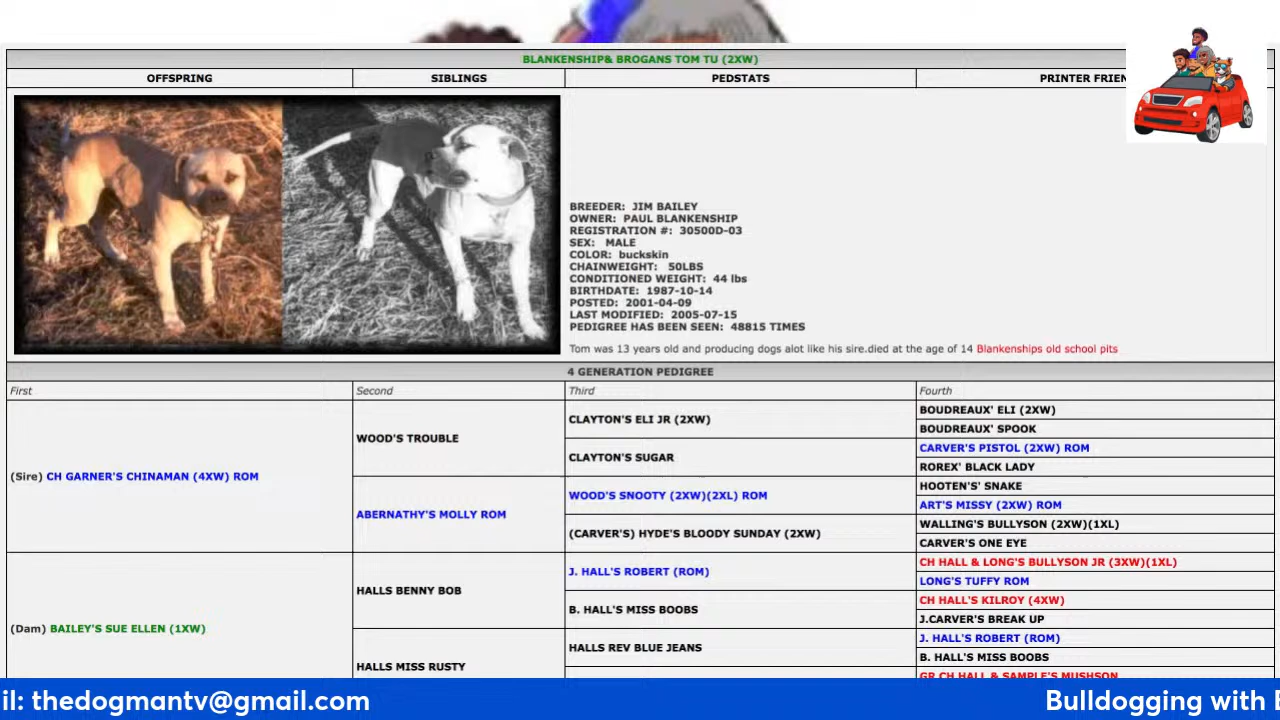 BLANKENSHIP& BROGANS TOM TU (2XW)
OFFSPRING SIBLINGS PEDSTATS PRINTER FRIEN
BREEDER: JIM BAILEY
OWNER: PAUL BLANKENSHIP
REGISTRATION #: 30500D-03
SEX: MALE
COLOR: buckskin
CHAINWEIGHT: 50LBS
CONDITIONED WEIGHT: 44 lbs
BIRTHDATE: 1987-10-14
POSTED: 2001-04-09
LAST MODIFIED: 2005-07-15
PEDIGREE HAS BEEN SEEN: 48815 TIMES
Tom was 13 years old and producing dogs alot like his sire.died at the age of 14 Blankenships old school pits
4 GENERATION PEDIGREE
First Second Third Fourth
(Sire) CH GARNER'S CHINAMAN (4XW) ROM
WOOD'S TROUBLE
CLAYTON'S ELI JR (2XW)
BOUDREAUX' ELI (2XW)
BOUDREAUX' SPOOK
CLAYTON'S SUGAR
CARVER'S PISTOL (2XW) ROM
ROREX' BLACK LADY
ABERNATHY'S MOLLY ROM
WOOD'S SNOOTY (2XW)(2XL) ROM
HOOTEN'S' SNAKE
ART'S MISSY (2XW) ROM
(CARVER'S) HYDE'S BLOODY SUNDAY (2XW)
WALLING'S BULLYSON (2XW)(1XL)
CARVER'S ONE EYE
(Dam) BAILEY'S SUE ELLEN (1XW)
HALLS BENNY BOB
J. HALL'S ROBERT (ROM)
CH HALL & LONG'S BULLYSON JR (3XW)(1XL)
LONG'S TUFFY ROM
B. HALL'S MISS BOOBS
CH HALL'S KILROY (4XW)
J.CARVER'S BREAK UP
HALLS MISS RUSTY
HALLS REV BLUE JEANS
J. HALL'S ROBERT (ROM)
B. HALL'S MISS BOOBS
GR CH HALL & SAMPLE'S MUSHSON
il: thedogmantv@gmail.com Bulldogging with